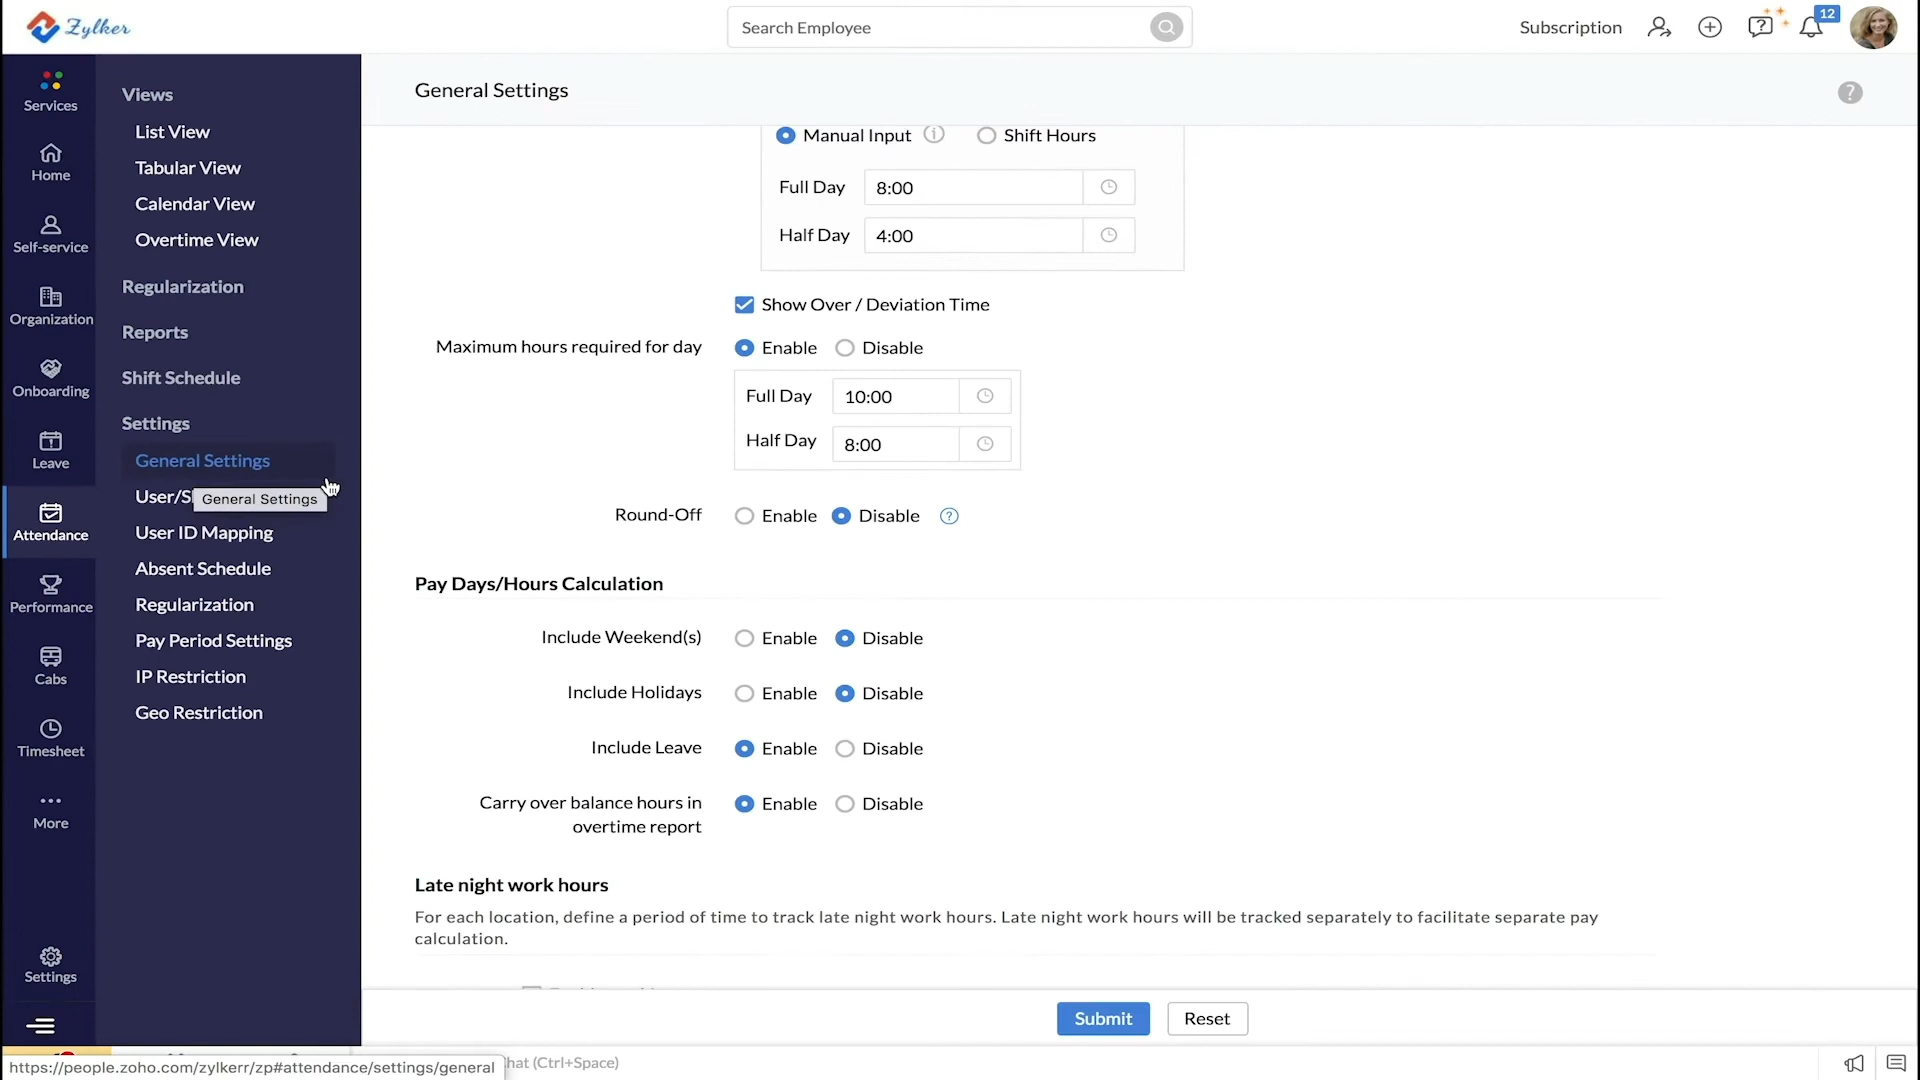 Zylker
Search Employee
Subscription
12
Services
Home
Self-service
Organization
Onboarding
Leave
Attendance
Performance
Cabs
Timesheet
More
Settings
Views
List View
Tabular View
Calendar View
Overtime View
Regularization
Reports
Shift Schedule
Settings
General Settings
User/S
General Settings
User ID Mapping
Absent Schedule
Regularization
Pay Period Settings
IP Restriction
Geo Restriction
General Settings
?
Manual Input Shift Hours
Full Day 8:00
Half Day 4:00
Show Over / Deviation Time
Maximum hours required for day Enable Disable
Full Day 10:00
Half Day 8:00
Round-Off Enable Disable ?
Pay Days/Hours Calculation
Include Weekend(s) Enable Disable
Include Holidays Enable Disable
Include Leave Enable Disable
Carry over balance hours in Enable Disable
overtime report
Late night work hours
For each location, define a period of time to track late night work hours. Late night work hours will be tracked separately to facilitate separate pay
calculation.
Submit Reset
https://people.zoho.com/zylkerr/zp#attendance/settings/general
hat (Ctrl+Space)